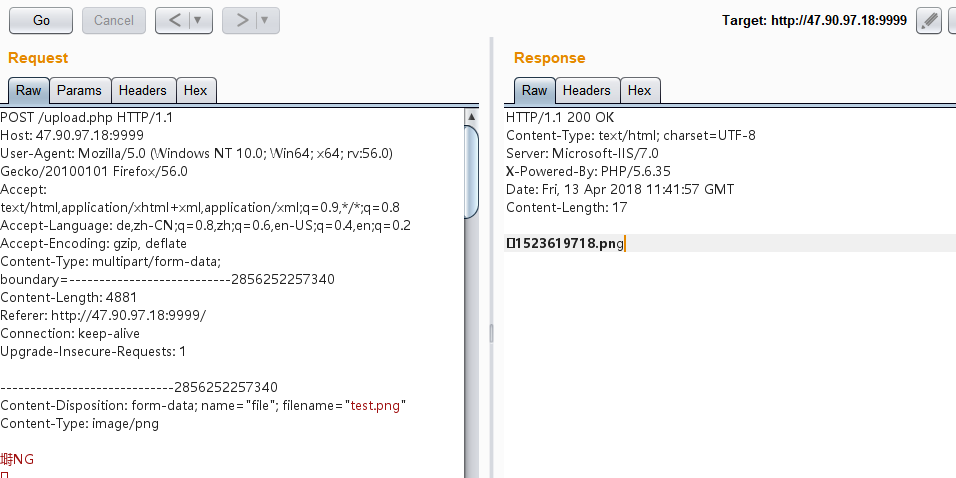 Go
Cancel
<
>
Target: http://47.90.97.18:9999
Request
Raw
Params
Headers
Hex
POST /upload.php HTTP/1.1
Host: 47.90.97.18:9999
User-Agent: Mozilla/5.0 (Windows NT 10.0; Win64; x64; rv:56.0)
Gecko/20100101 Firefox/56.0
Accept:
text/html,application/xhtml+xml,application/xml;q=0.9,*/*;q=0.8
Accept-Language: de,zh-CN;q=0.8,zh;q=0.6,en-US;q=0.4,en;q=0.2
Accept-Encoding: gzip, deflate
Content-Type: multipart/form-data;
boundary=---------------------------2856252257340
Content-Length: 4881
Referer: http://47.90.97.18:9999/
Connection: keep-alive
Upgrade-Insecure-Requests: 1
-----------------------------2856252257340
Content-Disposition: form-data; name="file"; filename="test.png"
Content-Type: image/png
塒NG
Response
Raw
Headers
Hex
HTTP/1.1 200 OK
Content-Type: text/html; charset=UTF-8
Server: Microsoft-IIS/7.0
X-Powered-By: PHP/5.6.35
Date: Fri, 13 Apr 2018 11:41:57 GMT
Content-Length: 17
1523619718.png